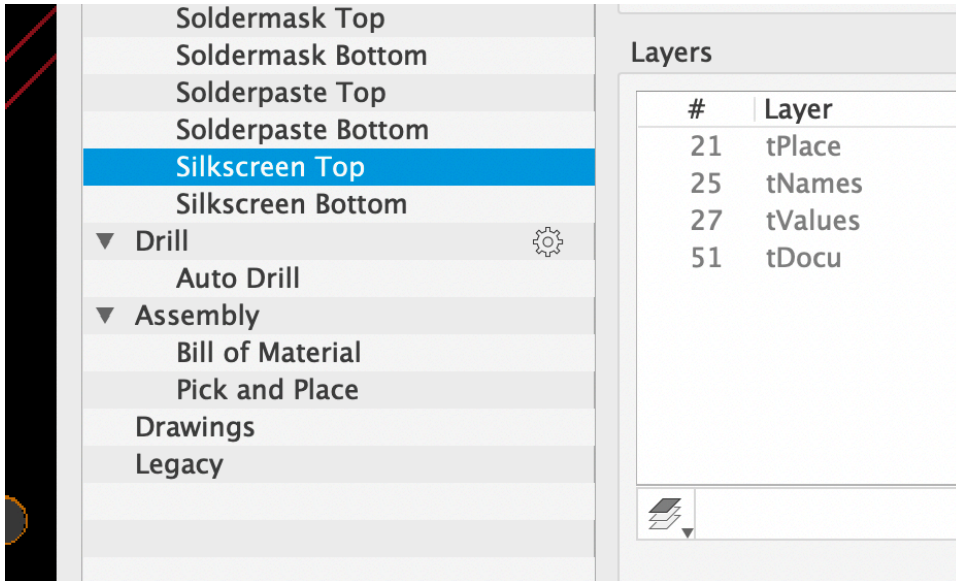 Soldermask Top
Soldermask Bottom
Solderpaste Top
Solderpaste Bottom
Silkscreen Top
Silkscreen Bottom
Drill
Auto Drill
Assembly
Bill of Material
Pick and Place
Drawings
Legacy
Layers
# Layer
21 tPlace
25 tNames
27 tValues
51 tDocu